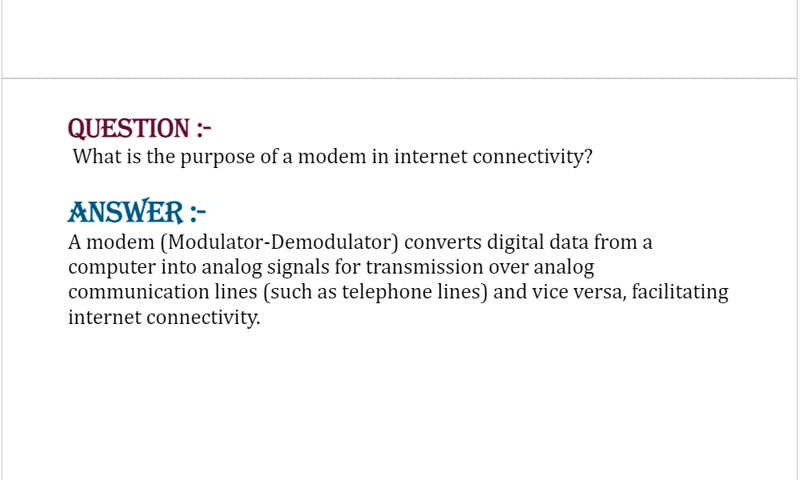 QUESTION :-
What is the purpose of a modem in internet connectivity?
ANSWER :-
A modem (Modulator-Demodulator) converts digital data from a
computer into analog signals for transmission over analog
communication lines (such as telephone lines) and vice versa, facilitating
internet connectivity.